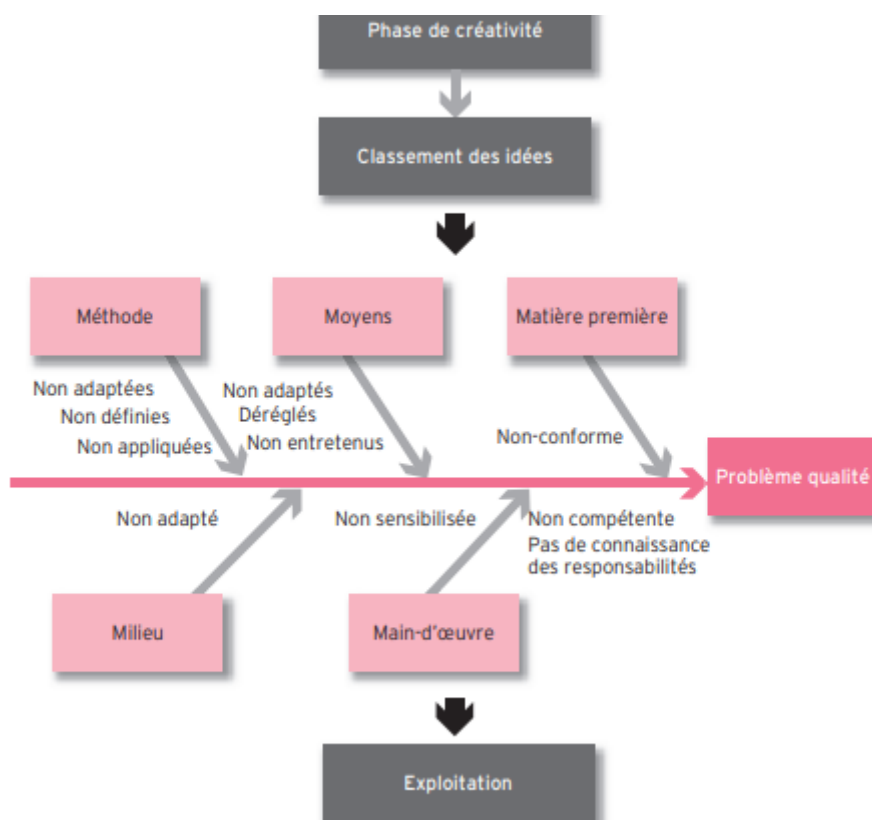 Phase de créativité
Classement des idées
Méthode
Moyens
Matière première
Non adaptées
Non définies
Non appliquées
Non adaptés
Déréglés
Non entretenus
Non-conforme
Problème qualité
Non adapté
Non sensibilisée
Non compétente
Pas de connaissance
des responsabilités
Milieu
Main-d'œuvre
Exploitation